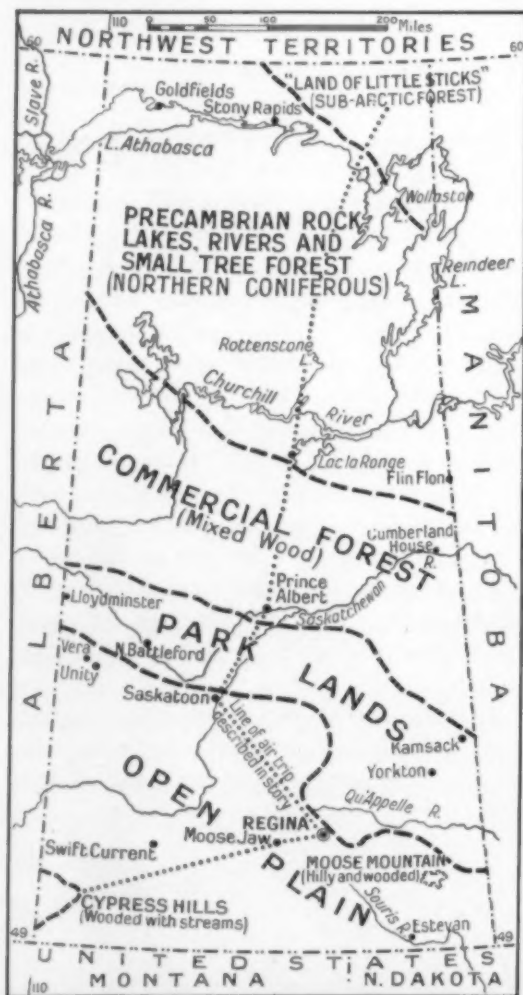 110 0 50 100 200
Miles
60 NORTHWEST TERRITORIES 60
"LAND OF LITTLE STICKS"
(SUB-ARCTIC FOREST)
Slave R.
Goldfields
Stony Rapids
L. Athabasca
Athabasca R.
Wollaston
L.
PRECAMBRIAN ROCK
LAKES, RIVERS AND
SMALL TREE FOREST
(NORTHERN CONIFEROUS)
Reindeer
L.
Rottenstone
L.
Churchill River
Lac la Ronge
Flin Flon
ALBERTA
MANITOBA
COMMERCIAL FOREST
(Mixed Wood)
Cumberland
House
R.
Saskatchewan
Prince
Albert
Lloydminster
PARK LANDS
N. Battleford
Vera
Unity
Saskatoon
Line of air trip
described in story
Kamsack
Yorkton
Qu'Appelle R.
OPEN PLAIN
REGINA
Moose Jaw
Swift Current
MOOSE MOUNTAIN
(Hilly and wooded)
CYPRESS HILLS
(Wooded with streams)
Souris R.
Estevan
49 49
UNITED STATES
MONTANA N. DAKOTA
110